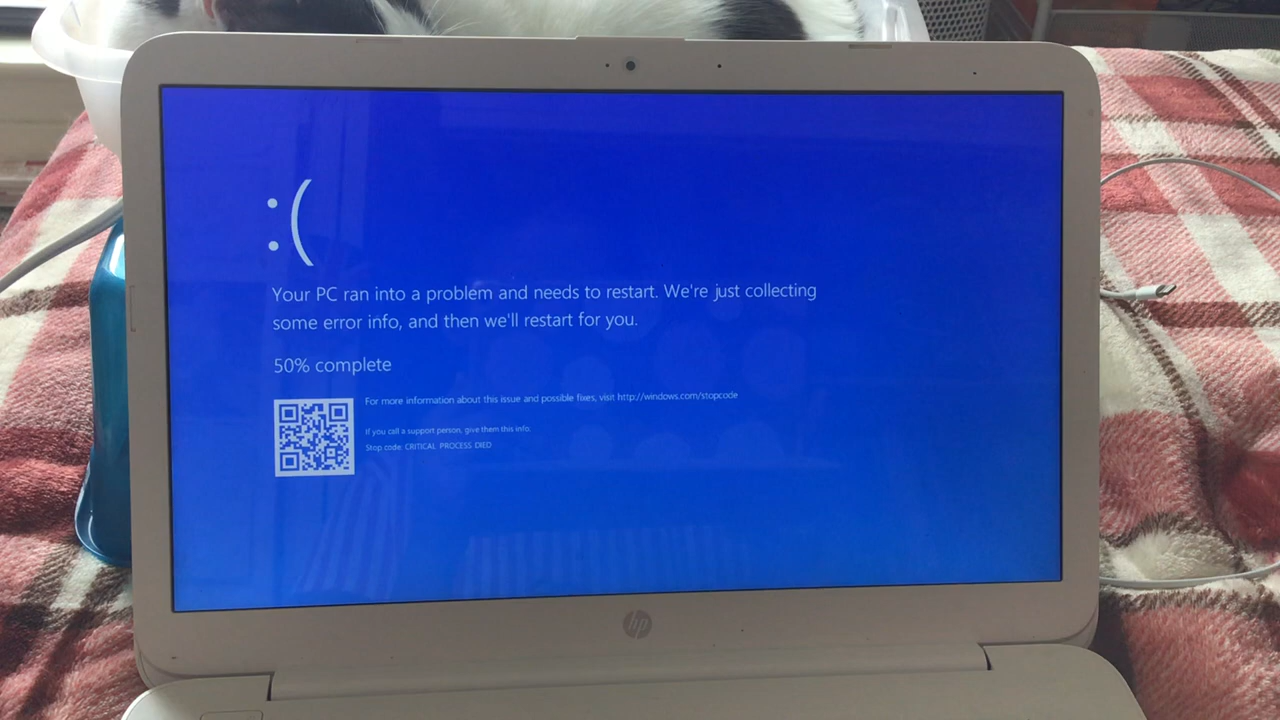 :(
Your PC ran into a problem and needs to restart. We're just collecting
some error info, and then we'll restart for you.
50% complete
For more information about this issue and possible fixes, visit http://windows.com/stopcode
If you call a support person, give them this info:
Stop code: CRITICAL PROCESS DIED
hp